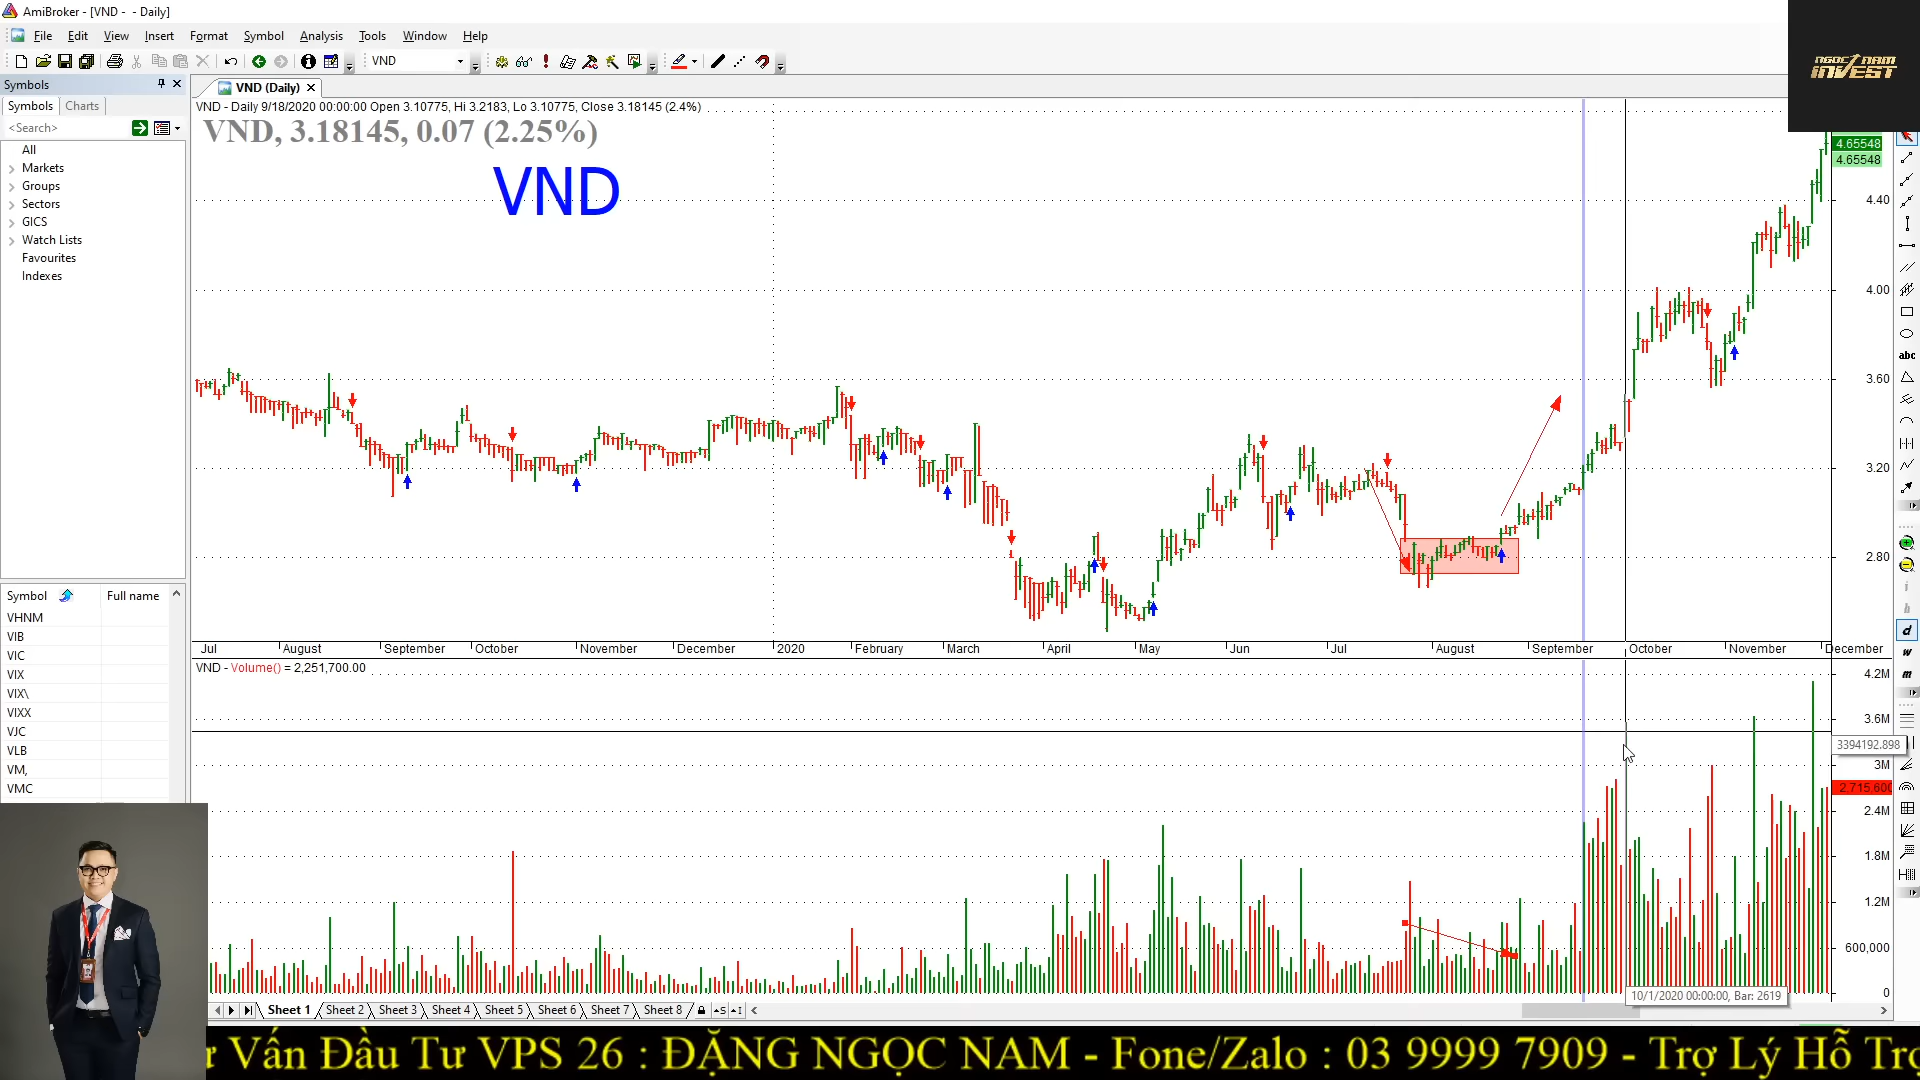 AmiBroker - [VND - - Daily]
File Edit View Insert Format Symbol Analysis Tools Window Help
VND
NGOC NAM
INVEST
Symbols
VND (Daily)
Symbols Charts
VND - Daily 9/18/2020 00:00:00 Open 3.10775, Hi 3.2183, Lo 3.10775, Close 3.18145 (2.4%)
<Search>
VND, 3.18145, 0.07 (2.25%)
VND
All
Markets
Groups
Sectors
GICS
Watch Lists
Favourites
Indexes
4.65548
4.65548
4.40
4.00
3.60
3.20
2.80
abc
i
h
d
w
m
Jul August September October November December 2020 February March April May Jun Jul August September October November December
VND - Volume() = 2,251,700.00
4.2M
3.6M
3394192.898
3M
2,715,600
2.4M
1.8M
1.2M
600,000
0
Symbol Full name
VHNM
VIB
VIC
VIX
VIX\
VIXX
VJC
VLB
VM,
VMC
10/1/2020 00:00:00, Bar: 2619
Sheet 1 Sheet 2 Sheet 3 Sheet 4 Sheet 5 Sheet 6 Sheet 7 Sheet 8
Vấn Đầu Tư VPS 26 : ĐẶNG NGỌC NAM - Fone/Zalo : 03 9999 7909 - Trợ Lý Hỗ Trợ